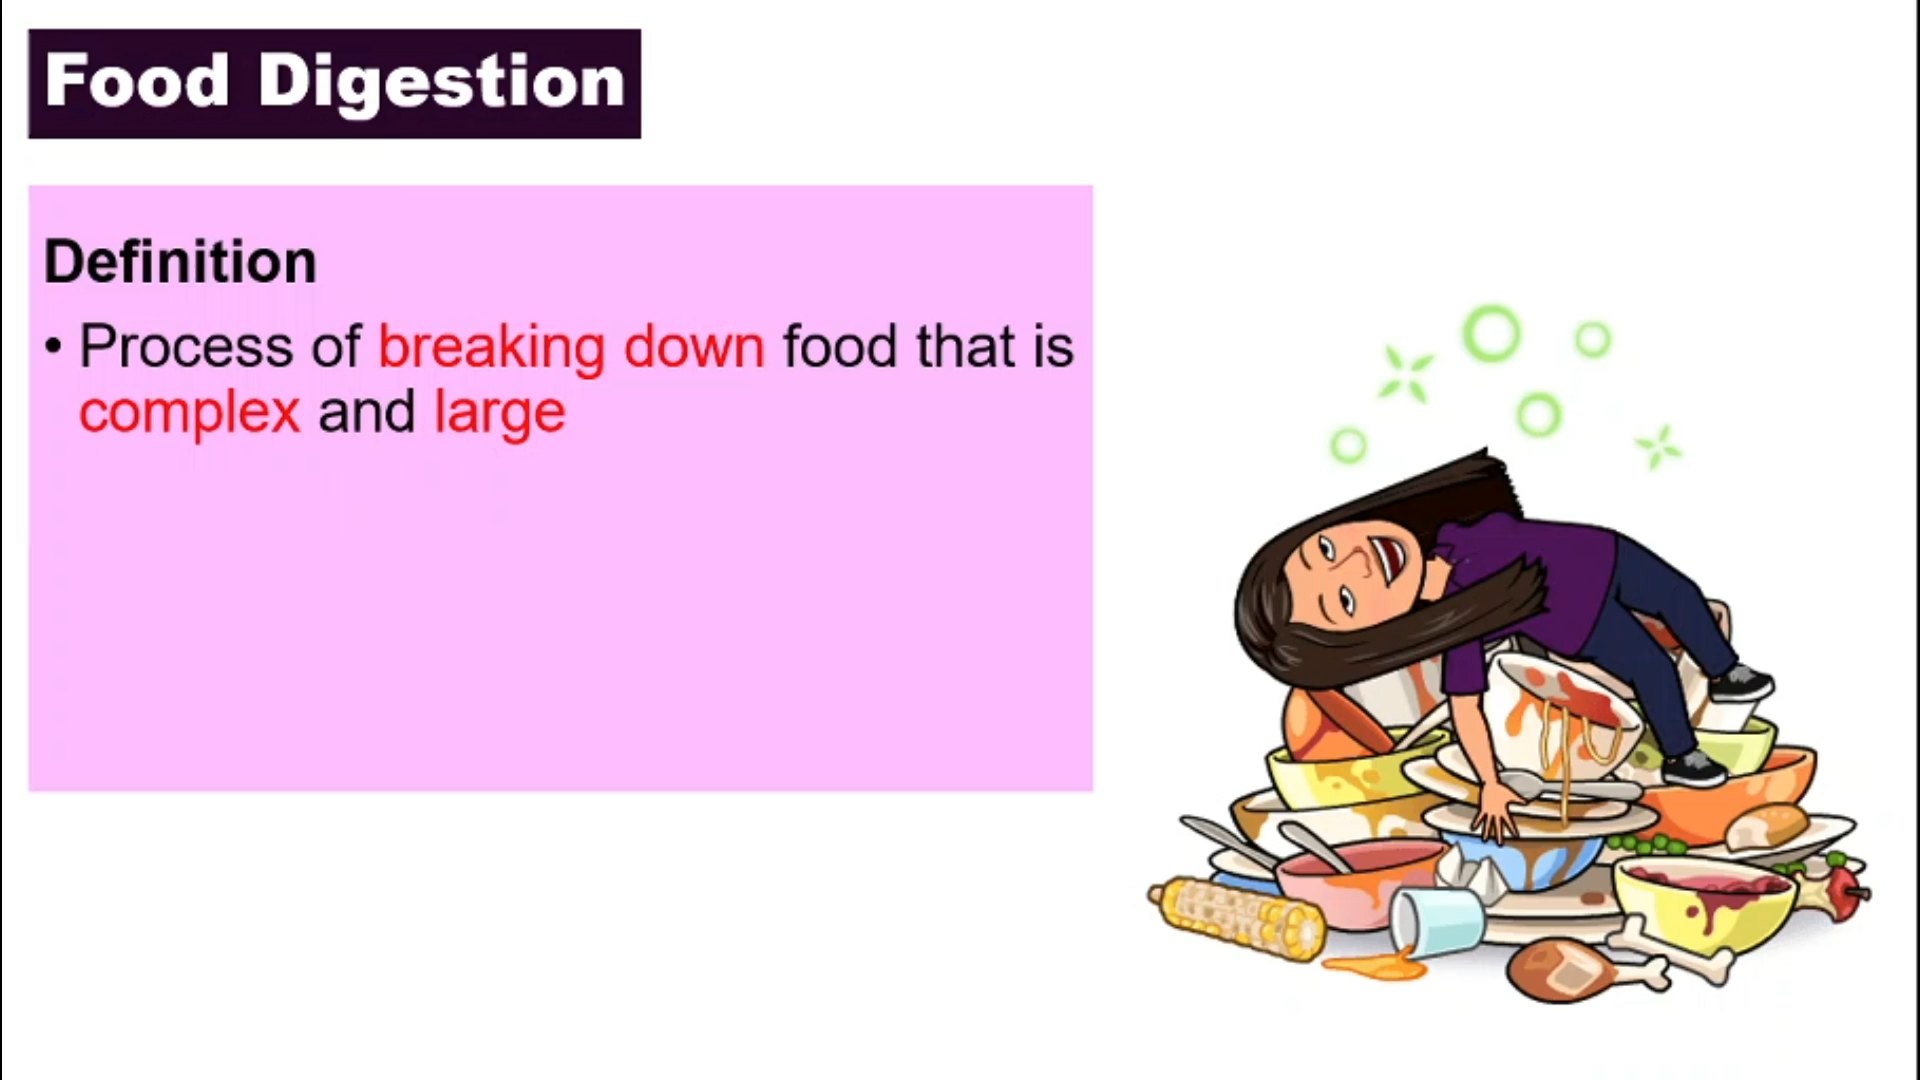 Food Digestion
Definition
• Process of breaking down food that is
complex and large